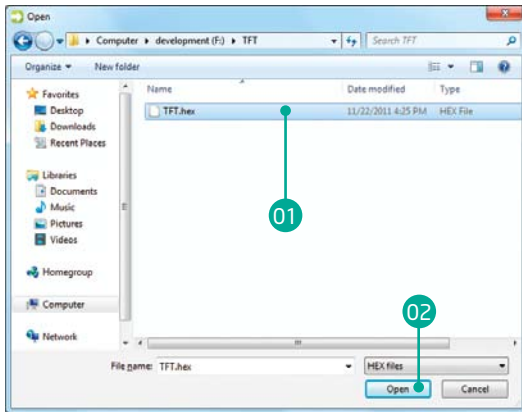 Open
Computer development (F:) TFT Search TFT
Organize New folder
Name Date modified Type
Favorites
Desktop
Downloads
Recent Places
TFT.hex 11/22/2011 4:25 PM HEX File
01
Libraries
Documents
Music
Pictures
Videos
Homegroup
Computer
02
Network
File name: TFT.hex HEX files
Open Cancel